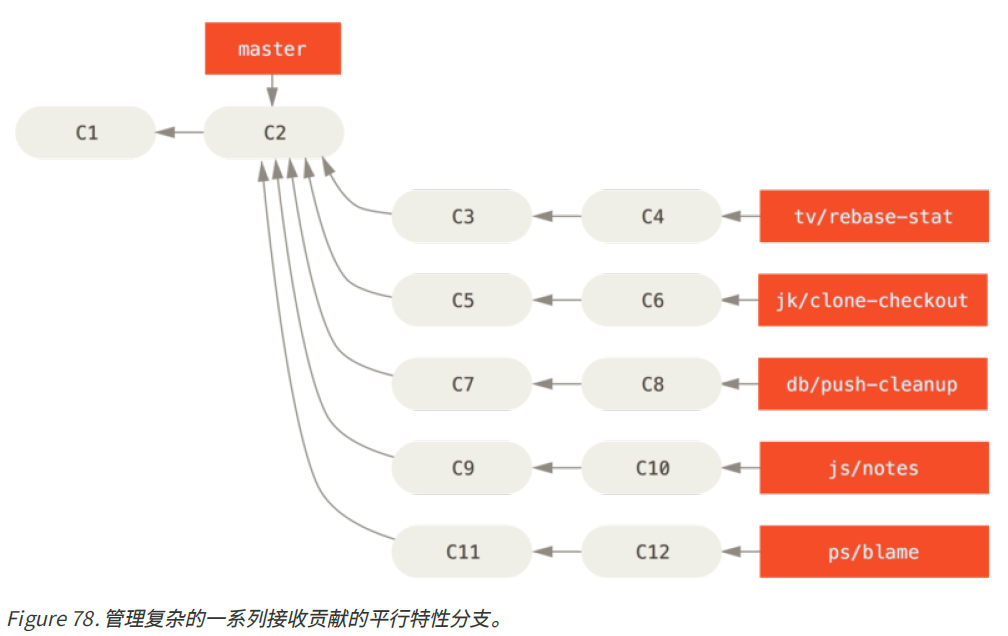 master
C1
C2
C3
C4
tv/rebase-stat
C5
C6
jk/clone-checkout
C7
C8
db/push-cleanup
C9
C10
js/notes
C11
C12
ps/blame
Figure 78. 管理复杂的一系列接收贡献的平行特性分支。